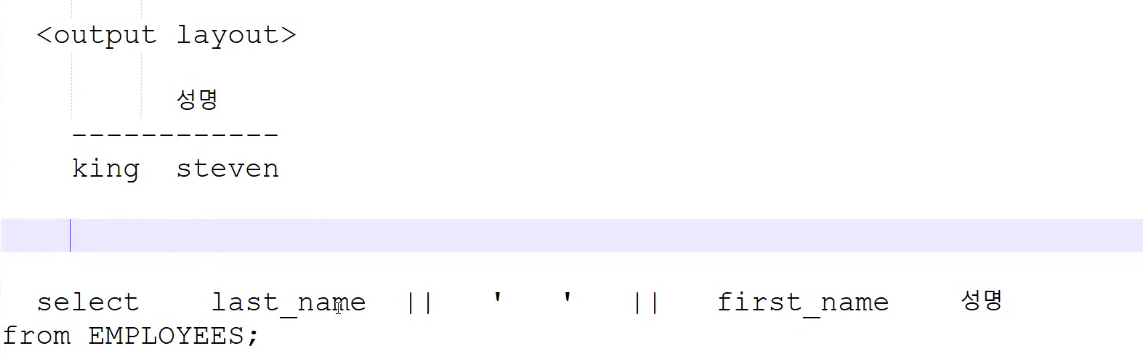 <output layout>
성명
------------
king  steven
select    last_name  ||   '   '   ||   first_name    성명
from EMPLOYEES;